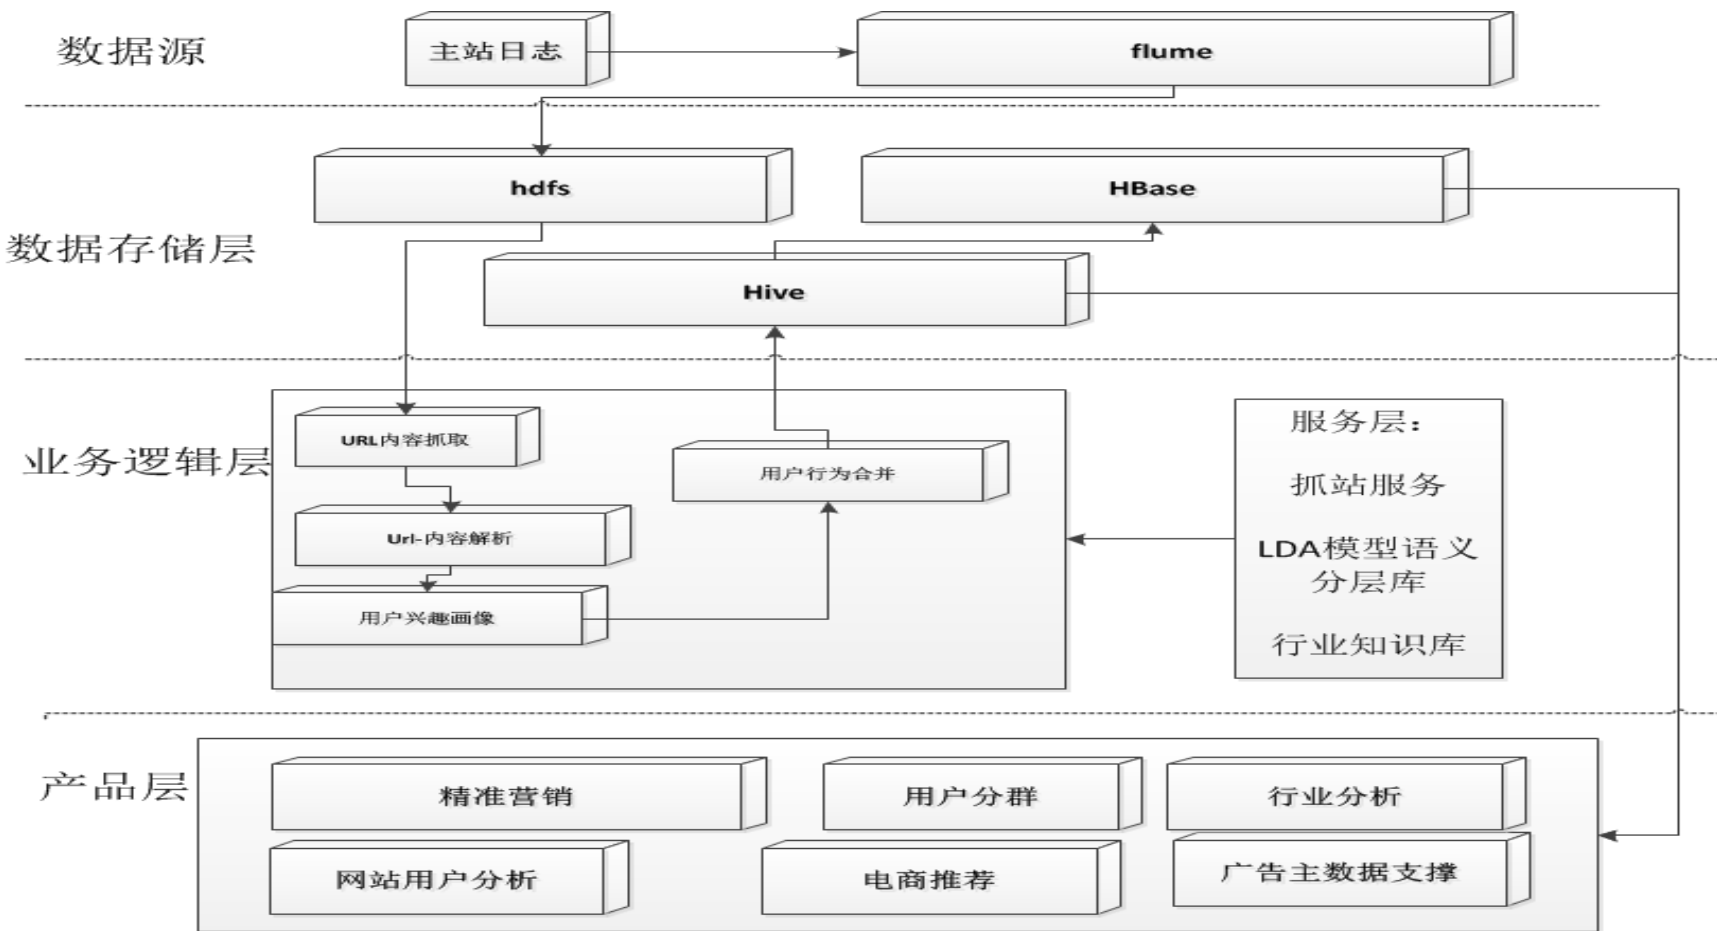 数据源
主站日志
flume
hdfs
HBase
数据存储层
Hive
业务逻辑层
URL内容抓取
用户行为合并
Url-内容解析
用户兴趣画像
服务层：
抓站服务
LDA模型语义
分层库
行业知识库
产品层
精准营销
用户分群
行业分析
网站用户分析
电商推荐
广告主数据支撑